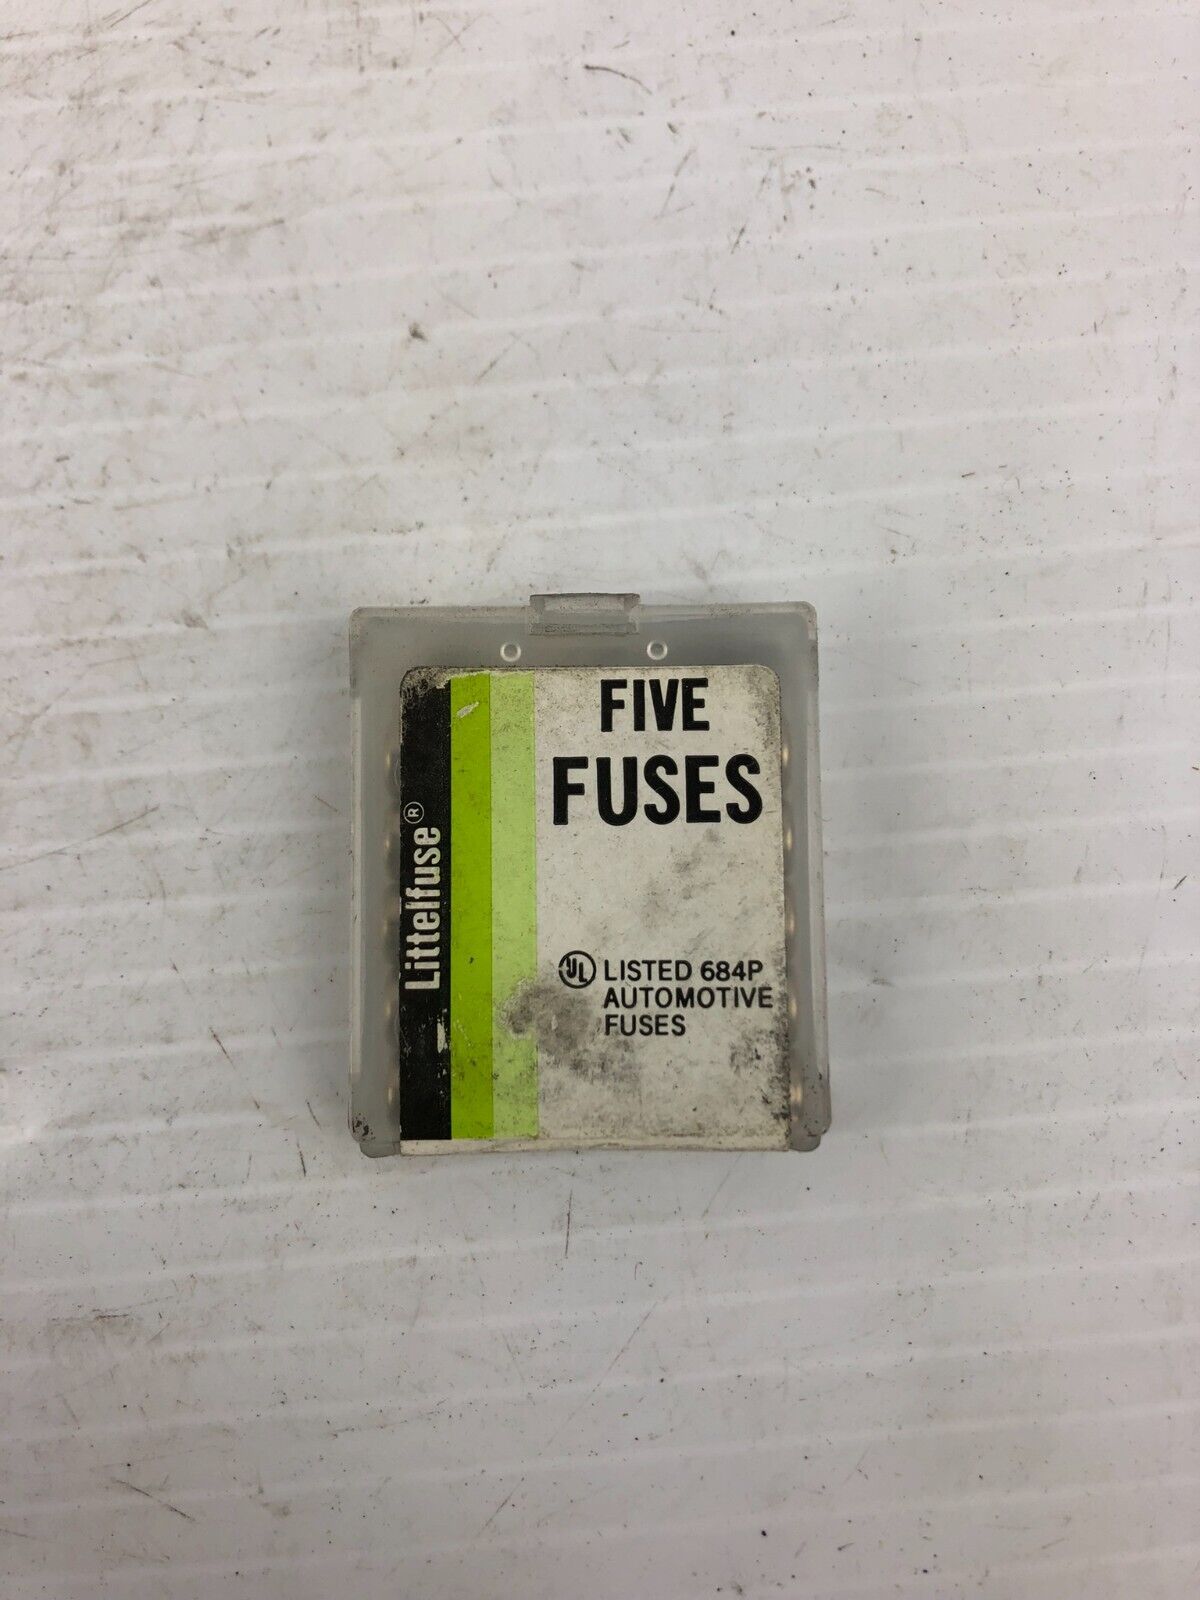 FIVE
FUSES
Littelfuse®
UL LISTED 684P
AUTOMOTIVE
FUSES